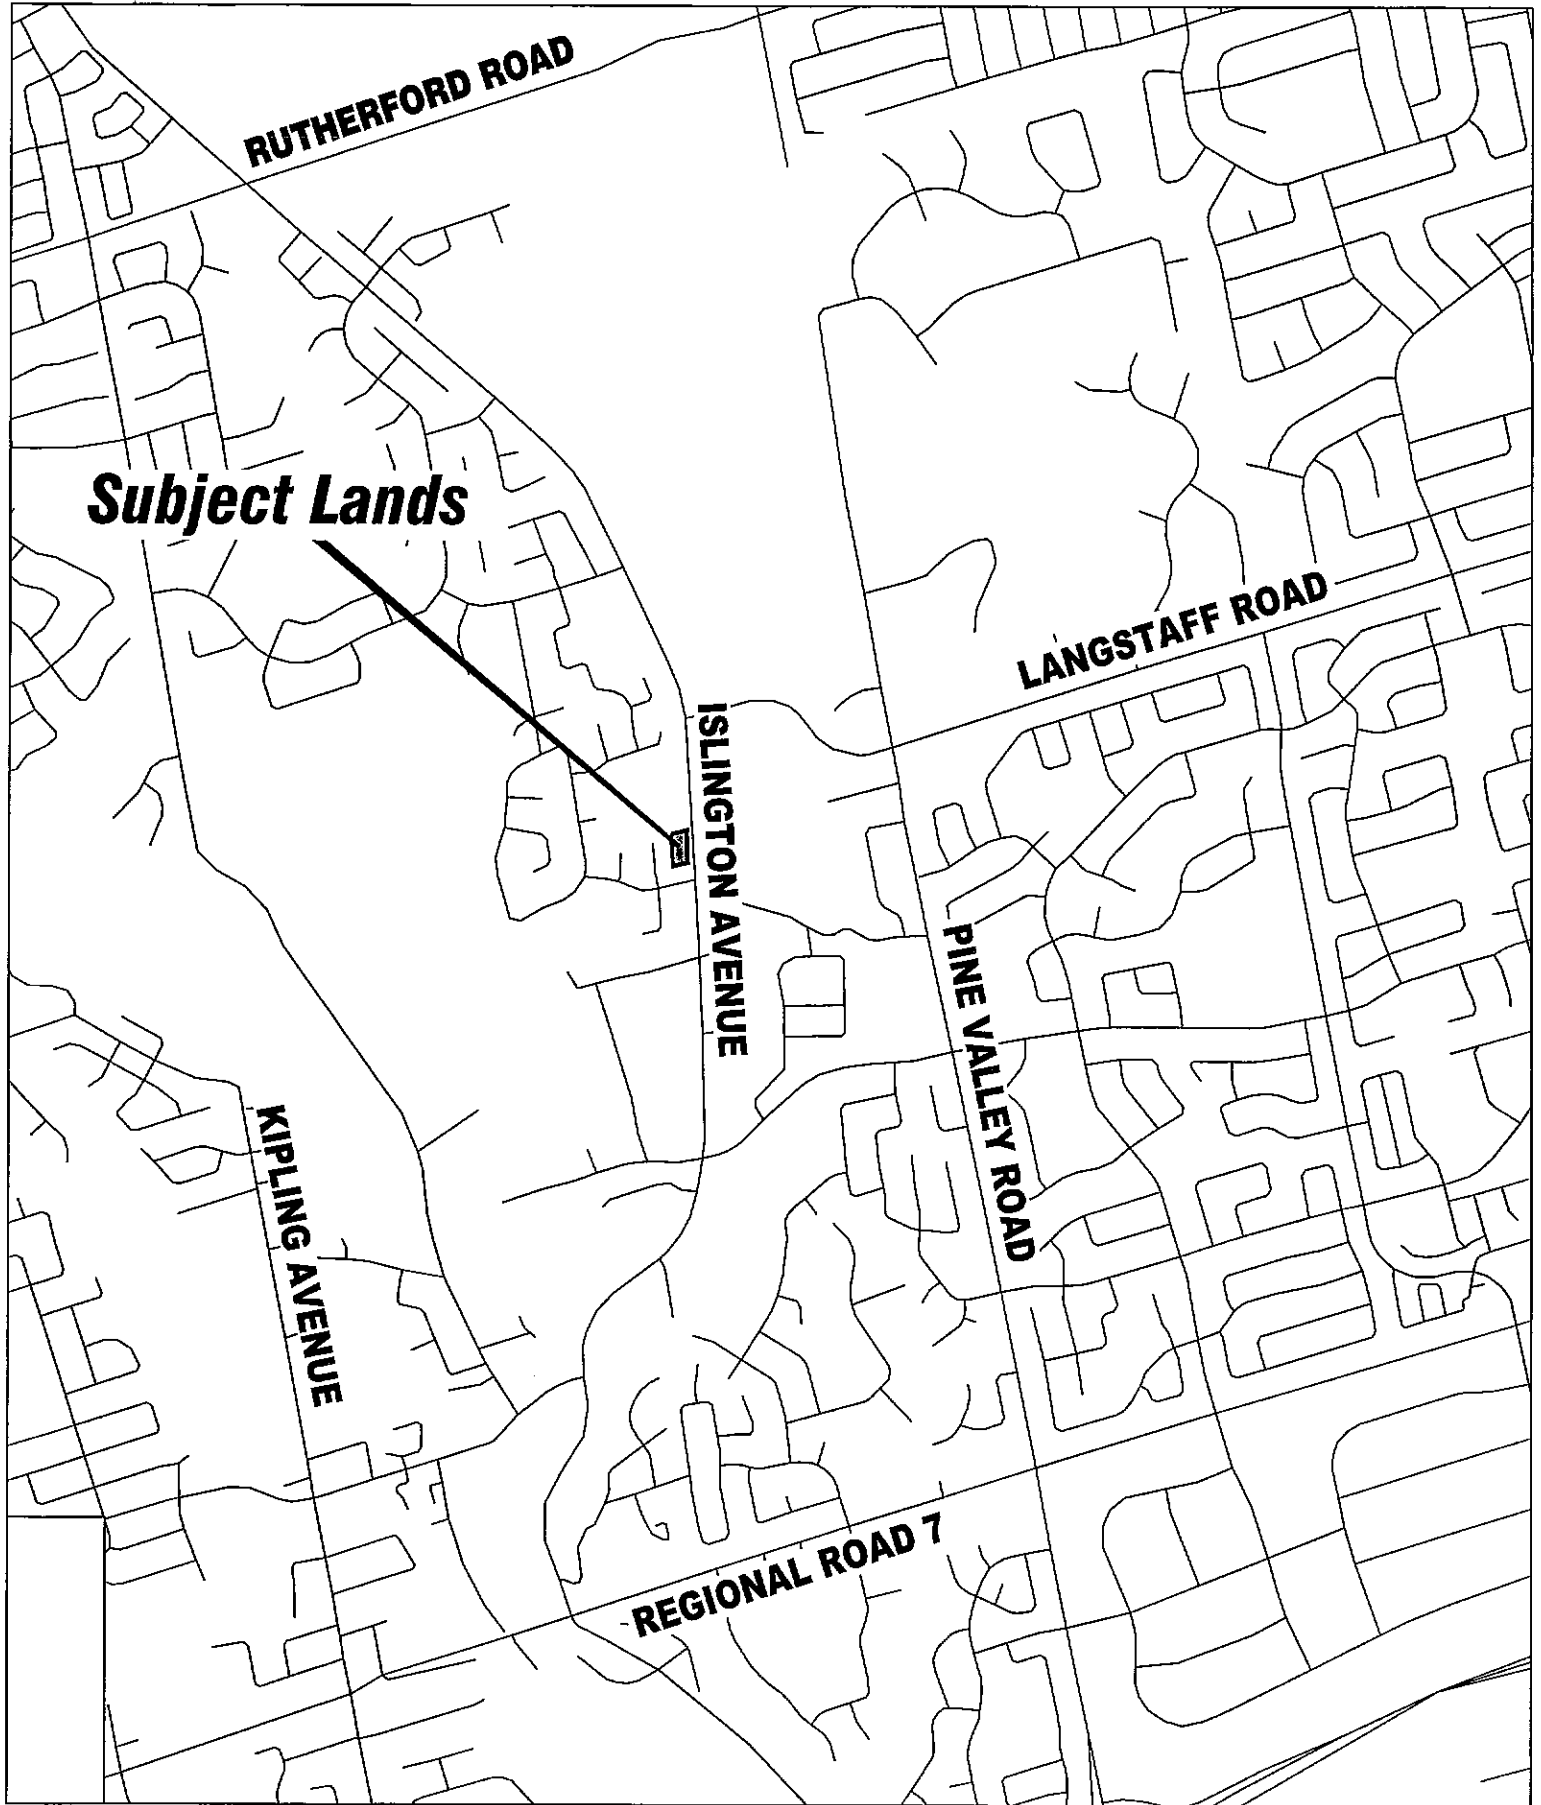 RUTHERFORD ROAD
Subject Lands
LANGSTAFF ROAD
ISLINGTON AVENUE
PINE VALLEY ROAD
KIPLING AVENUE
REGIONAL ROAD 7